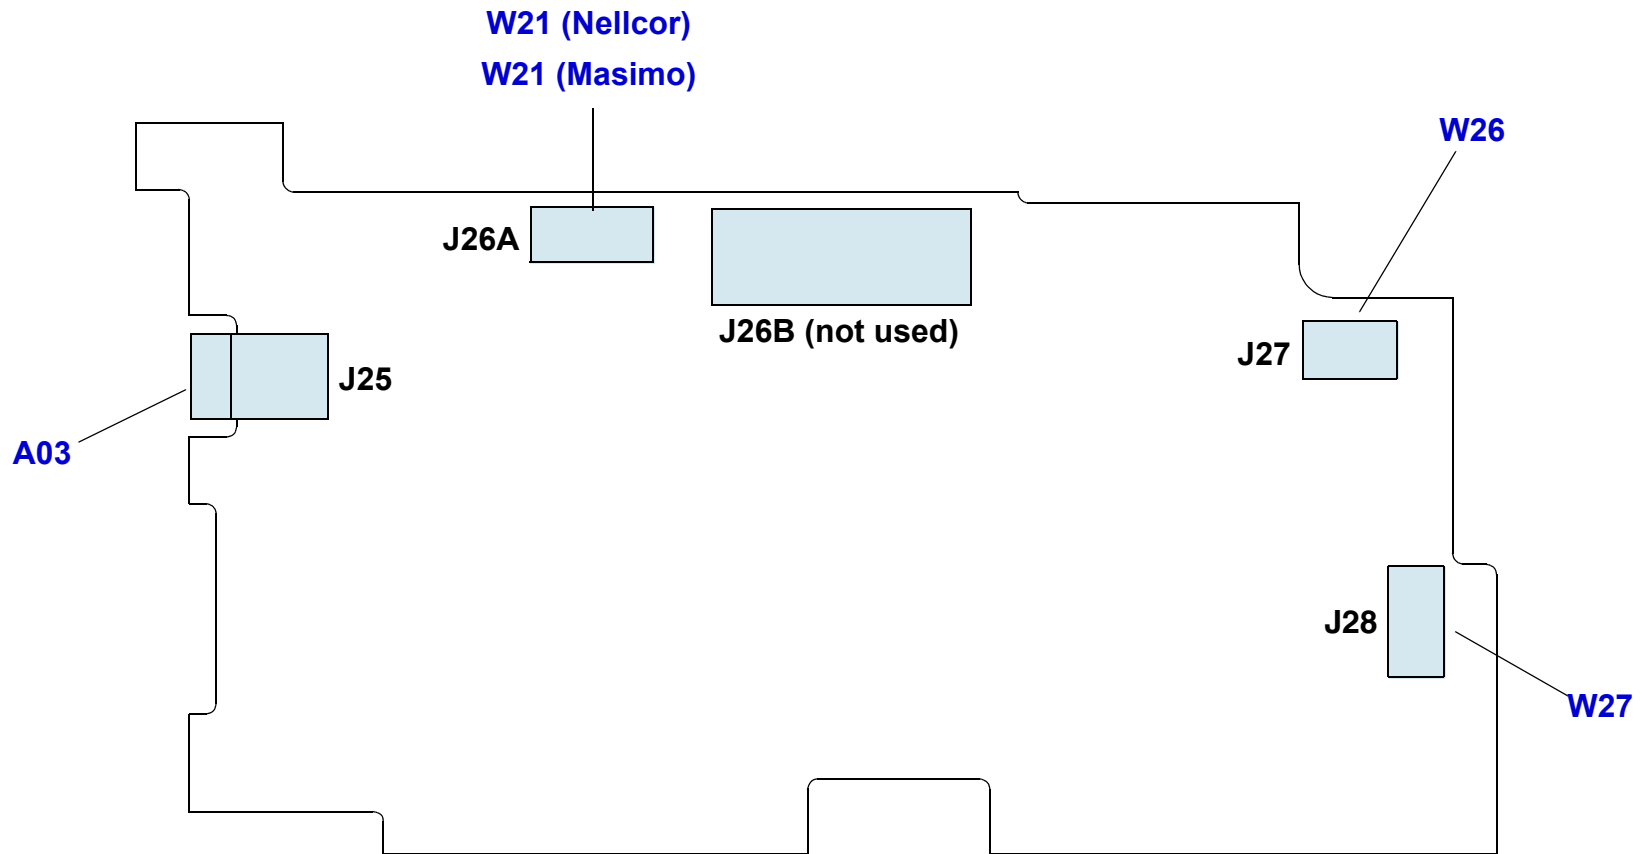 W21 (Nellcor)
W21 (Masimo)
W26
J26A
J26B (not used)
J27
J25
A03
J28
W27